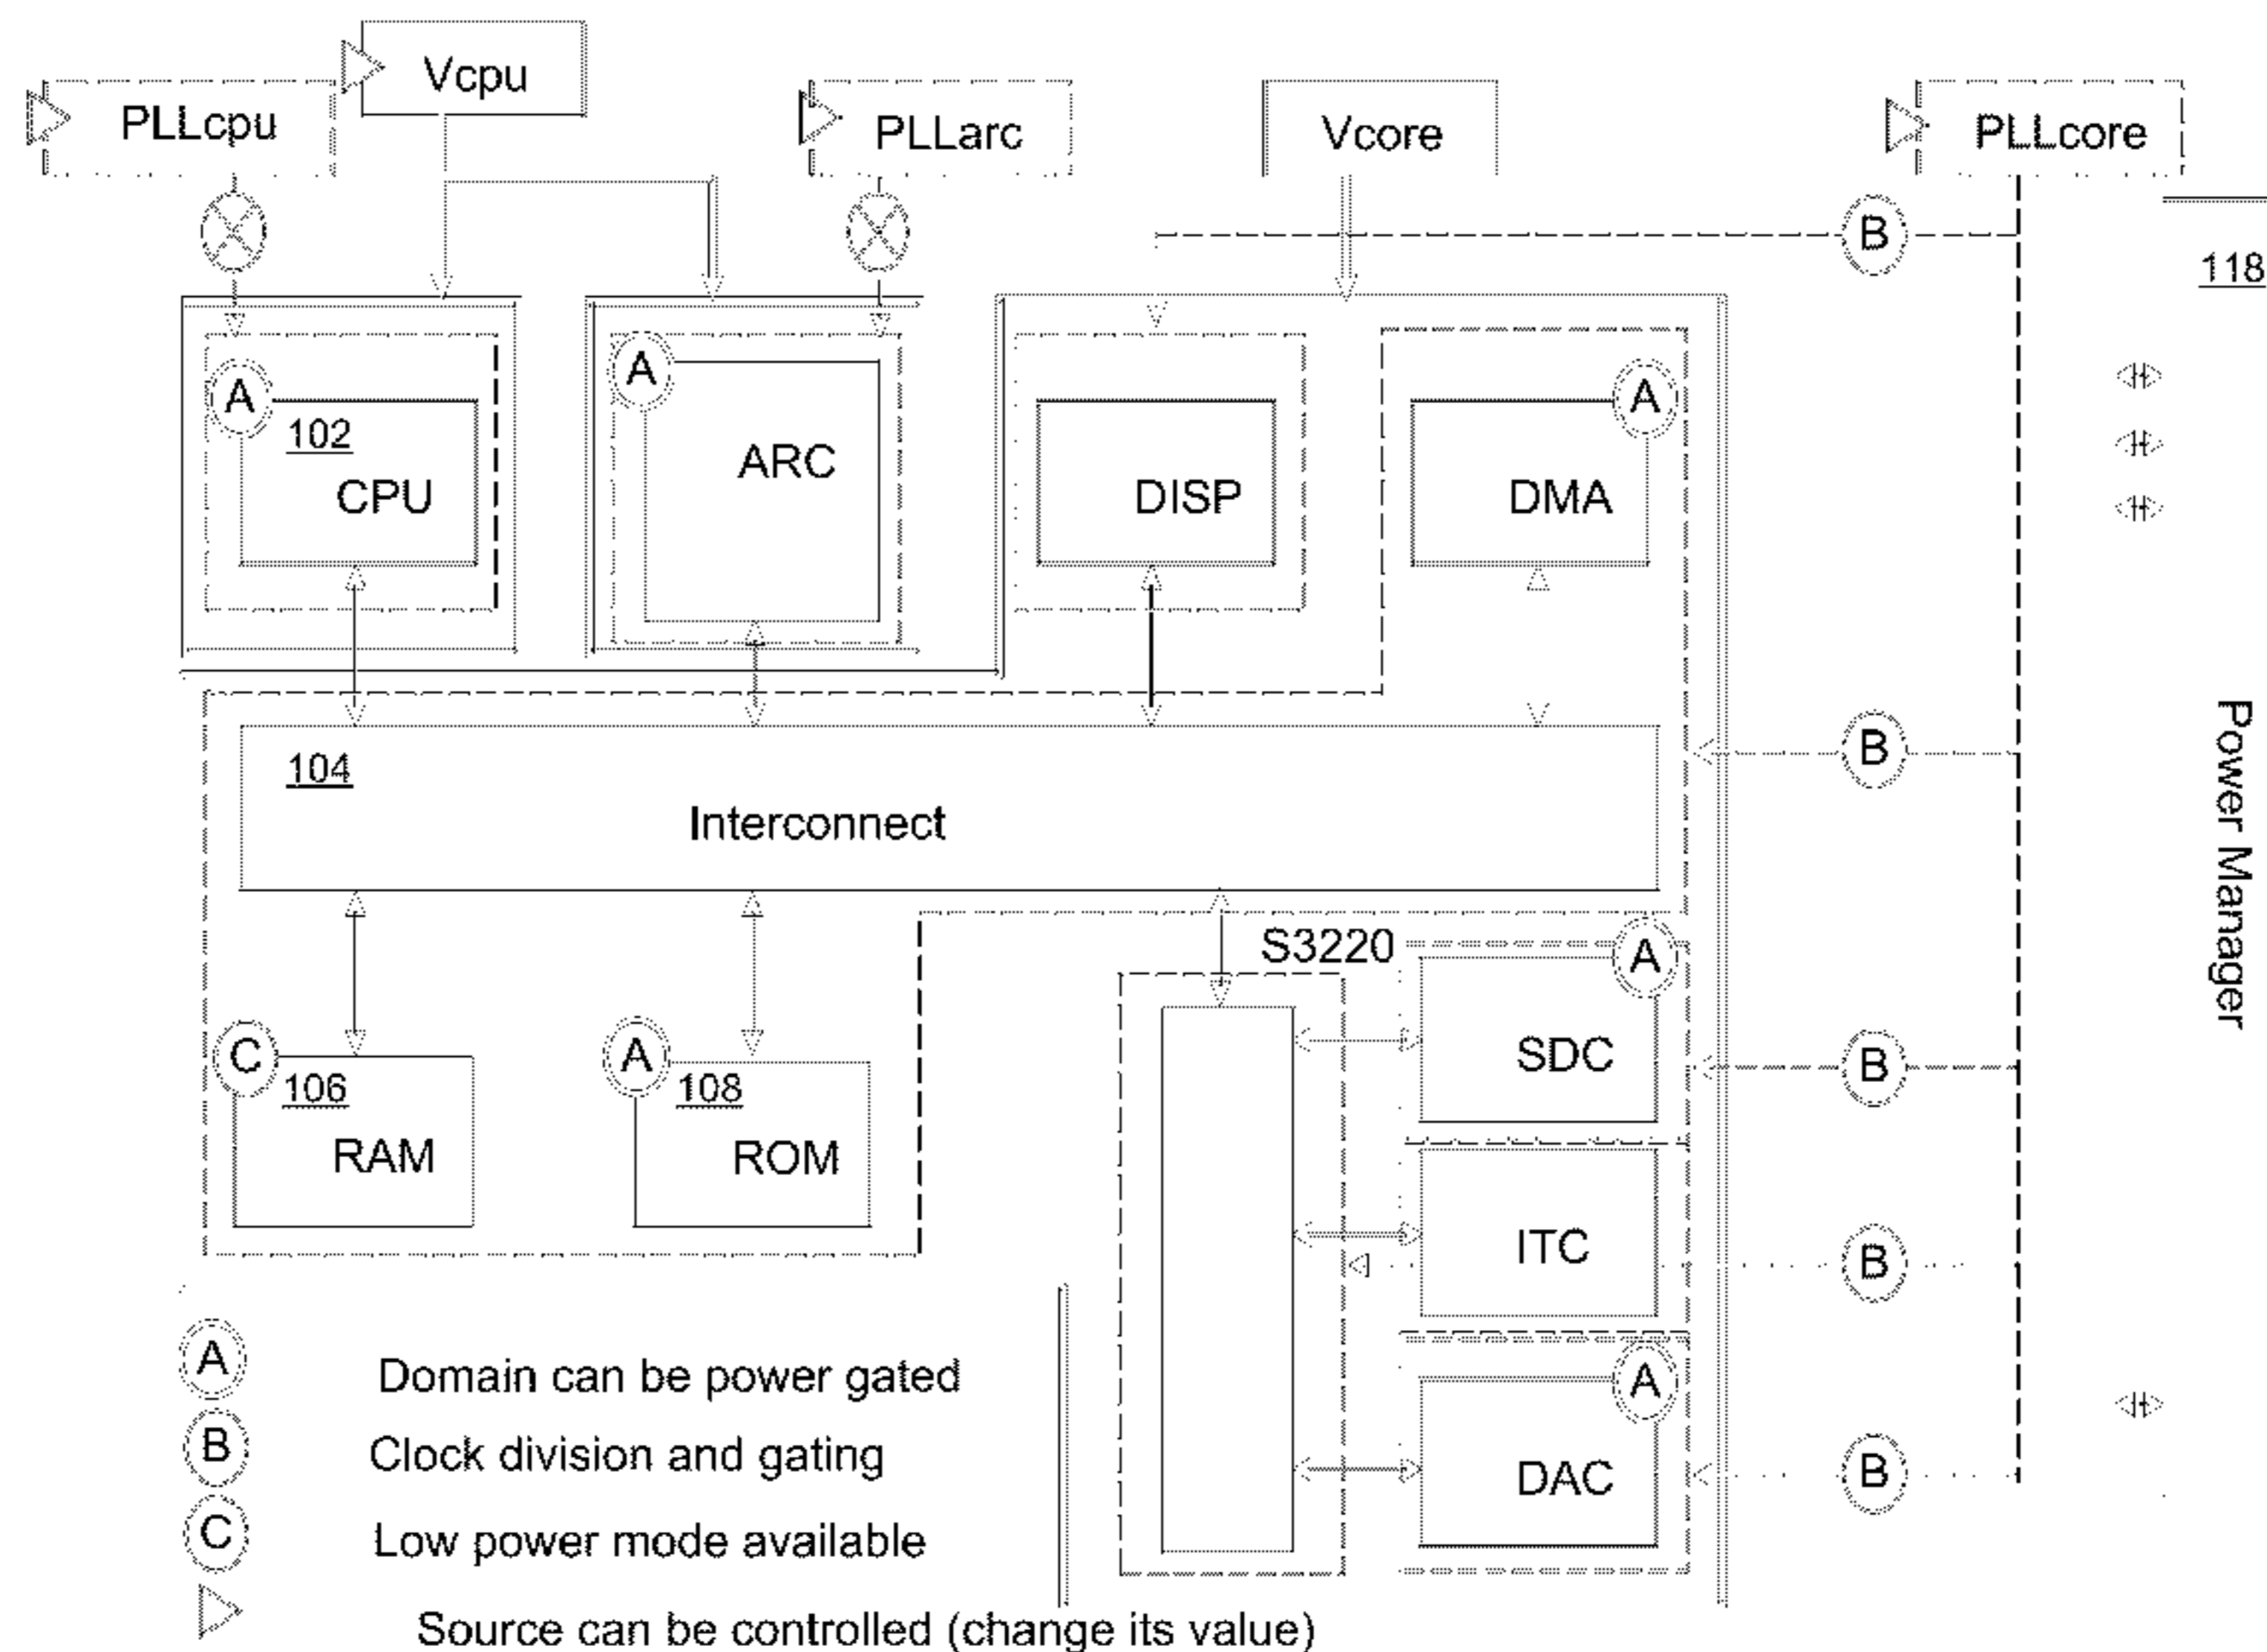 Vcpu
PLLcpu
PLLarc
Vcore
PLLcore
B
118
A
102
CPU
A
ARC
DISP
A
DMA
104
Interconnect
B
Power Manager
S3220
A
SDC
B
C
106
RAM
A
108
ROM
ITC
B
A
DAC
B
A Domain can be power gated
B Clock division and gating
C Low power mode available
Source can be controlled (change its value)